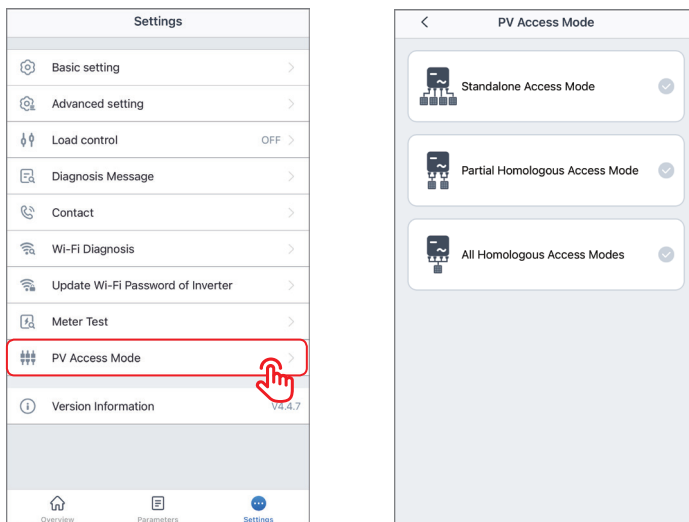 Settings
Basic setting
Advanced setting
Load control OFF
Diagnosis Message
Contact
Wi-Fi Diagnosis
Update Wi-Fi Password of Inverter
Meter Test
PV Access Mode
Version Information V4.4.7
Overview Parameters Settings
PV Access Mode
Standalone Access Mode
Partial Homologous Access Mode
All Homologous Access Modes